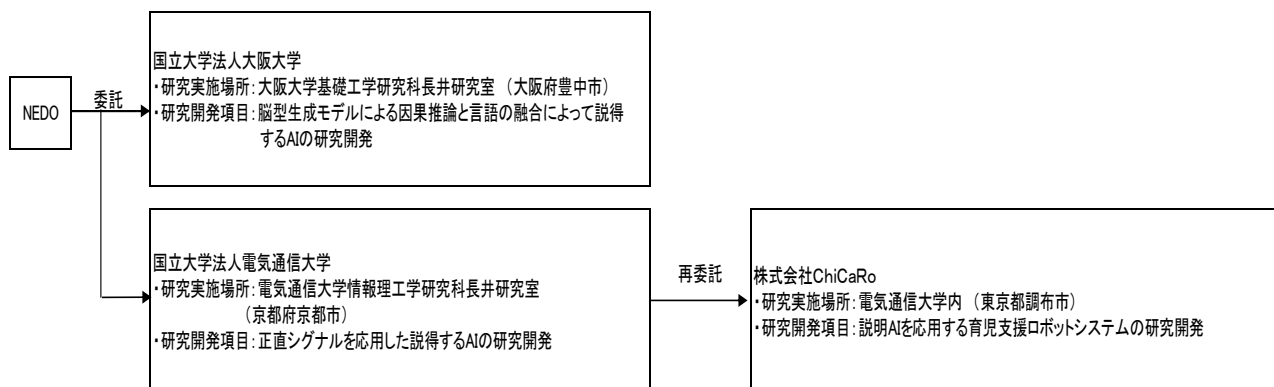 NEDO
委託
国立大学法人大阪大学
・研究実施場所：大阪大学基礎工学研究科長井研究室 （大阪府豊中市）
・研究開発項目：脳型生成モデルによる因果推論と言語の融合によって説得
するAIの研究開発
国立大学法人電気通信大学
・研究実施場所：電気通信大学情報理工学研究科長井研究室
（京都府京都市）
・研究開発項目：正直シグナルを応用した説得するAIの研究開発
再委託
株式会社ChiCaRo
・研究実施場所：電気通信大学内 （東京都調布市）
・研究開発項目：説明AIを応用する育児支援ロボットシステムの研究開発